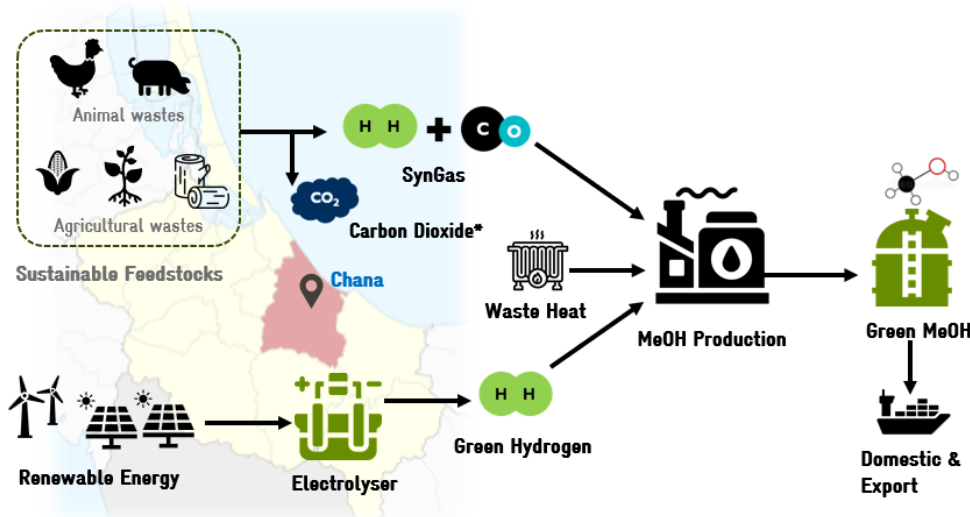 Animal wastes
Agricultural wastes
Sustainable Feedstocks
H H + C O
SynGas
CO₂
Carbon Dioxide*
Chana
Waste Heat
MeOH Production
Green MeOH
Domestic &
Export
Renewable Energy
+ −
Electrolyser
H H
Green Hydrogen